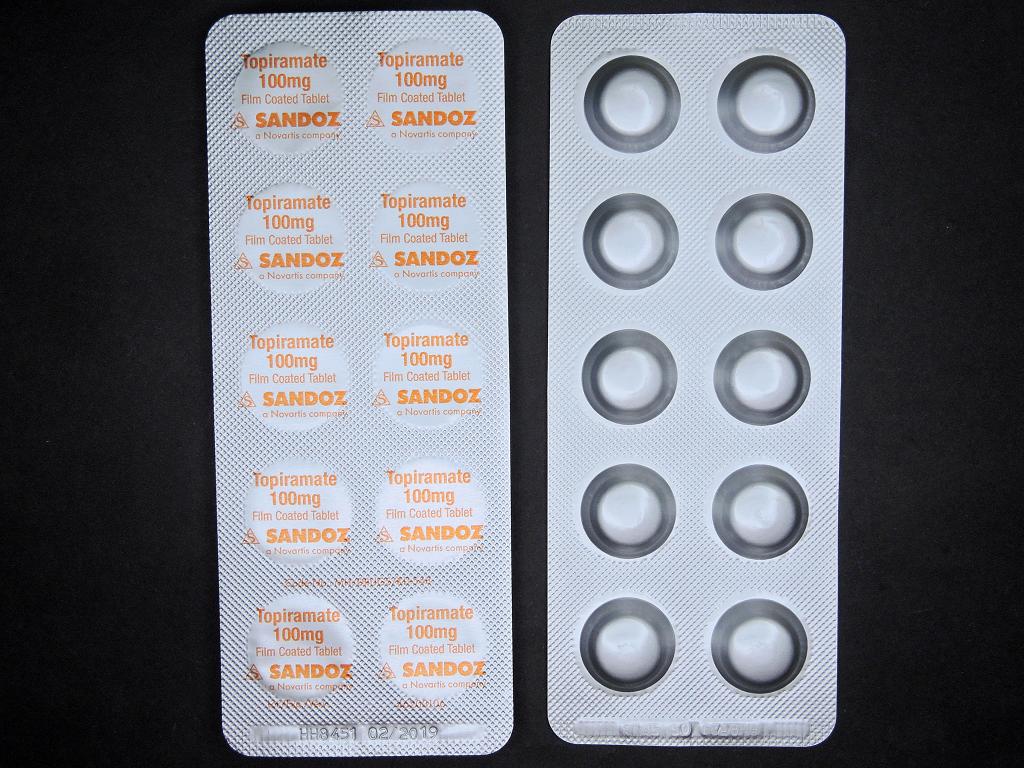 Topiramate
100mg
Film Coated Tablet
SANDOZ
a Novartis company
Topiramate
100mg
Film Coated Tablet
SANDOZ
a Novartis company
Topiramate
100mg
Film Coated Tablet
SANDOZ
a Novartis company
Topiramate
100mg
Film Coated Tablet
SANDOZ
a Novartis company
Topiramate
100mg
Film Coated Tablet
SANDOZ
a Novartis company
Topiramate
100mg
Film Coated Tablet
SANDOZ
a Novartis company
Topiramate
100mg
Film Coated Tablet
SANDOZ
a Novartis company
Topiramate
100mg
Film Coated Tablet
SANDOZ
a Novartis company
Code No.
Topiramate
100mg
Film Coated Tablet
SANDOZ
a Novartis company
Topiramate
100mg
Film Coated Tablet
SANDOZ
a Novartis company
46200106
HH8451 02/2019